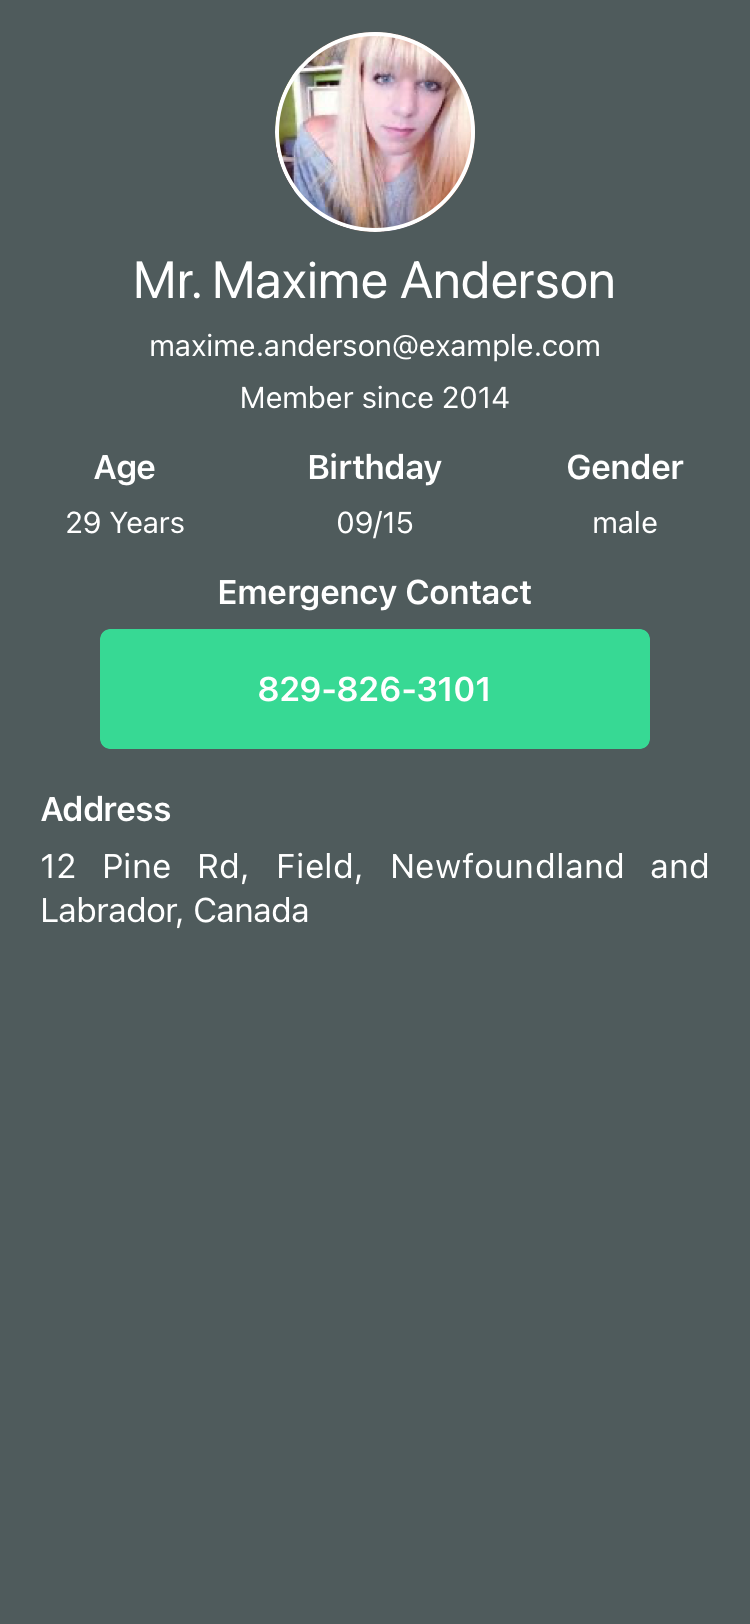 Mr. Maxime Anderson
maxime.anderson@example.com
Member since 2014
Age Birthday Gender
29 Years 09/15 male
Emergency Contact
829-826-3101
Address
12 Pine Rd, Field, Newfoundland and
Labrador, Canada